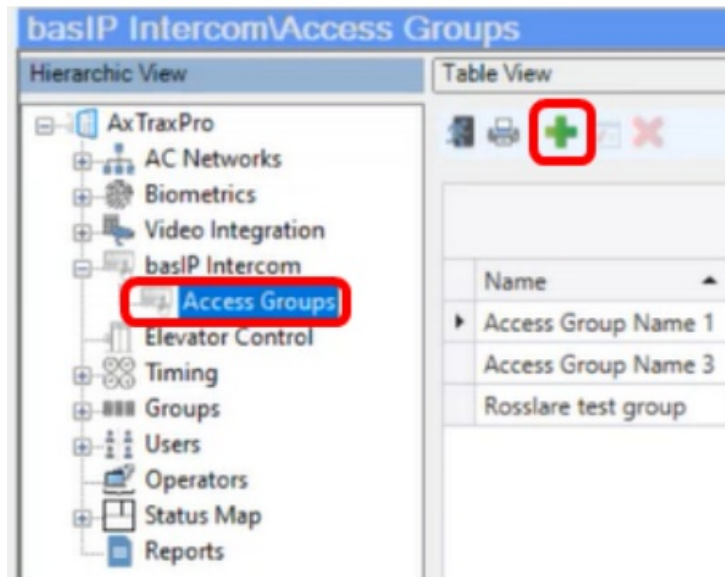 basIP Intercom\Access Groups
Hierarchic View
Table View
AxTraxPro
AC Networks
Biometrics
Video Integration
basIP Intercom
Access Groups
Elevator Control
Timing
Groups
Users
Operators
Status Map
Reports
Name
Access Group Name 1
Access Group Name 3
Rosslare test group